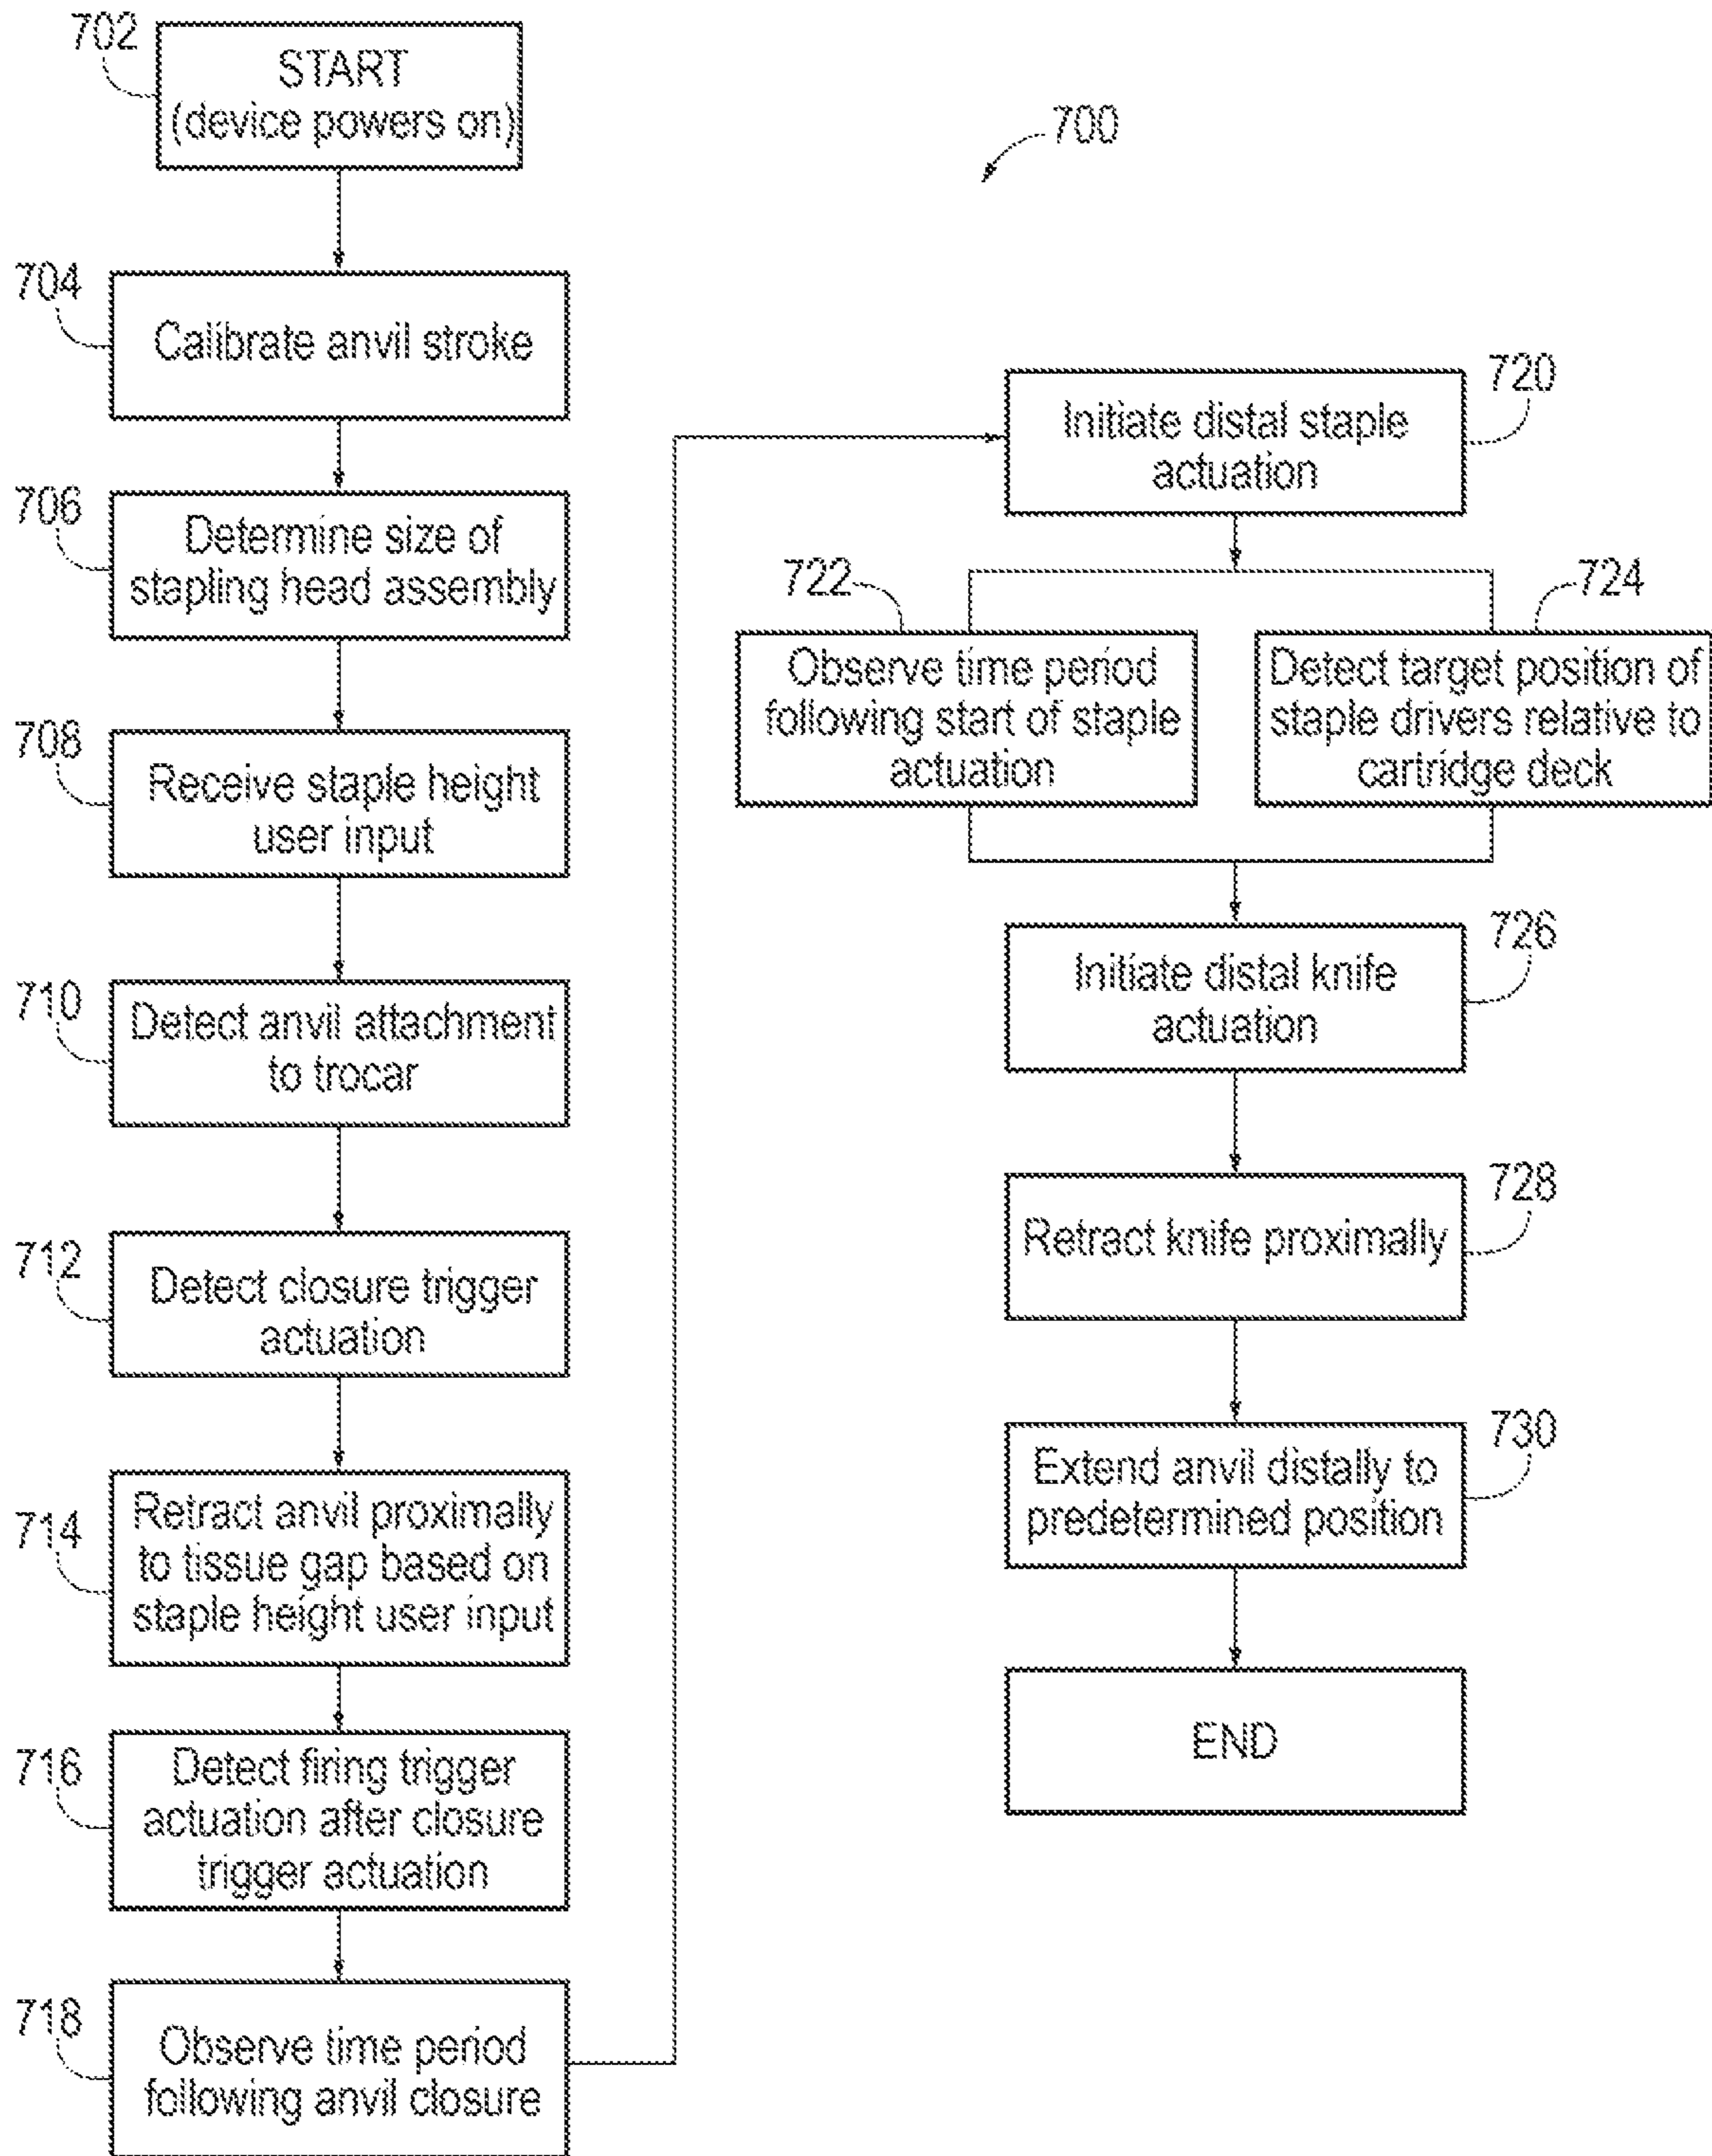 702
START
(device powers on)
700
704
Calibrate anvil stroke
706
Determine size of
stapling head assembly
708
Receive staple height
user input
710
Detect anvil attachment
to trocar
712
Detect closure trigger
actuation
714
Retract anvil proximally
to tissue gap based on
staple height user input
716
Detect firing trigger
actuation after closure
trigger actuation
718
Observe time period
following anvil closure
720
Initiate distal staple
actuation
722
Observe time period
following start of staple
actuation
724
Detect target position of
staple drivers relative to
cartridge deck
726
Initiate distal knife
actuation
728
Retract knife proximally
730
Extend anvil distally to
predetermined position
END